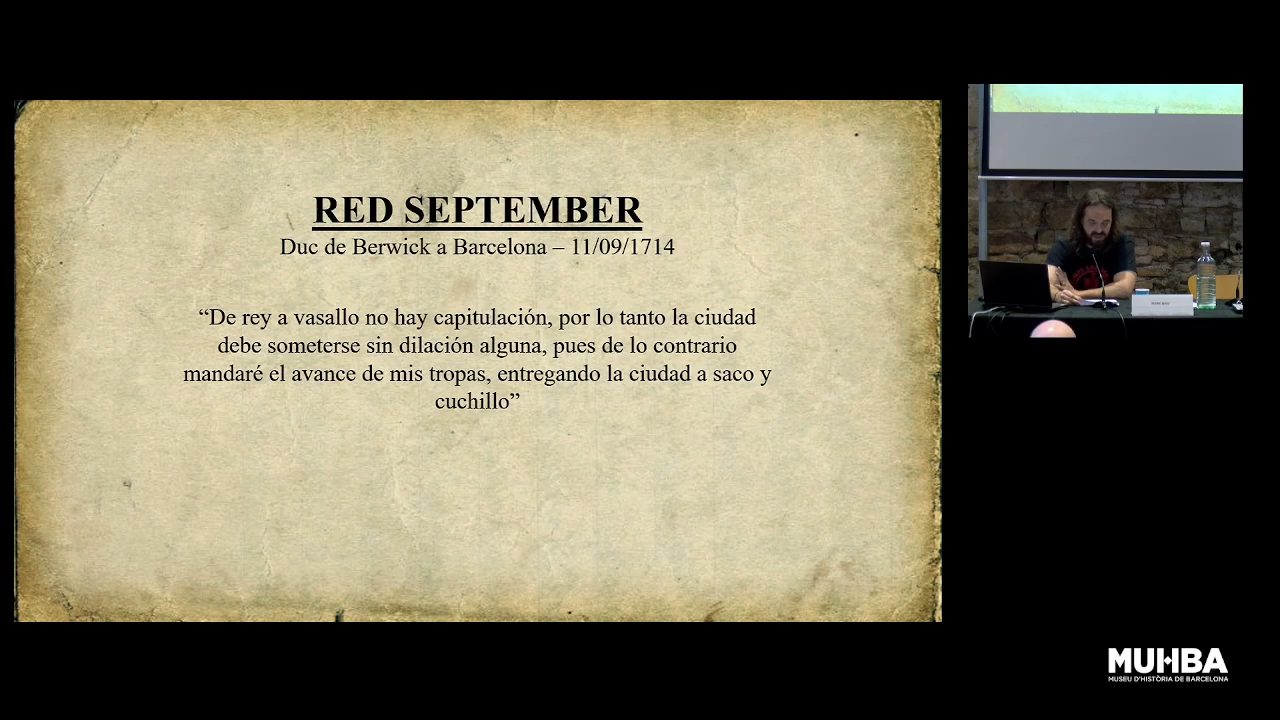 RED SEPTEMBER
Duc de Berwick a Barcelona – 11/09/1714
“De rey a vasallo no hay capitulación, por lo tanto la ciudad
debe someterse sin dilación alguna, pues de lo contrario
mandaré el avance de mis tropas, entregando la ciudad a saco y
cuchillo”
MUHBA
MUSEU D'HISTÒRIA DE BARCELONA